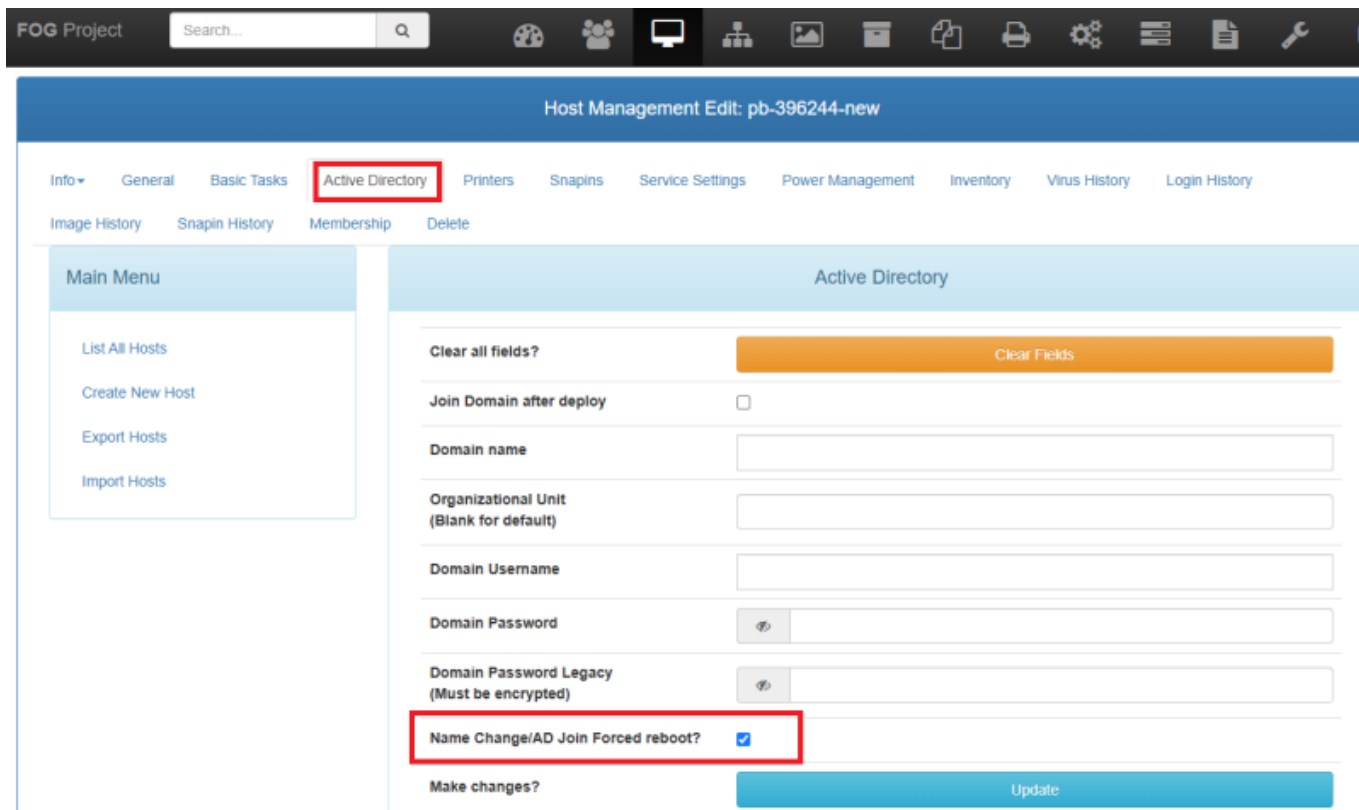 FOG Project
Search...
Host Management Edit: pb-396244-new
Info General Basic Tasks Active Directory Printers Snapins Service Settings Power Management Inventory Virus History Login History
Image History Snapin History Membership Delete
Main Menu
List All Hosts
Create New Host
Export Hosts
Import Hosts
Active Directory
Clear all fields?
Clear Fields
Join Domain after deploy
Domain name
Organizational Unit
(Blank for default)
Domain Username
Domain Password
Domain Password Legacy
(Must be encrypted)
Name Change/AD Join Forced reboot?
Make changes?
Update